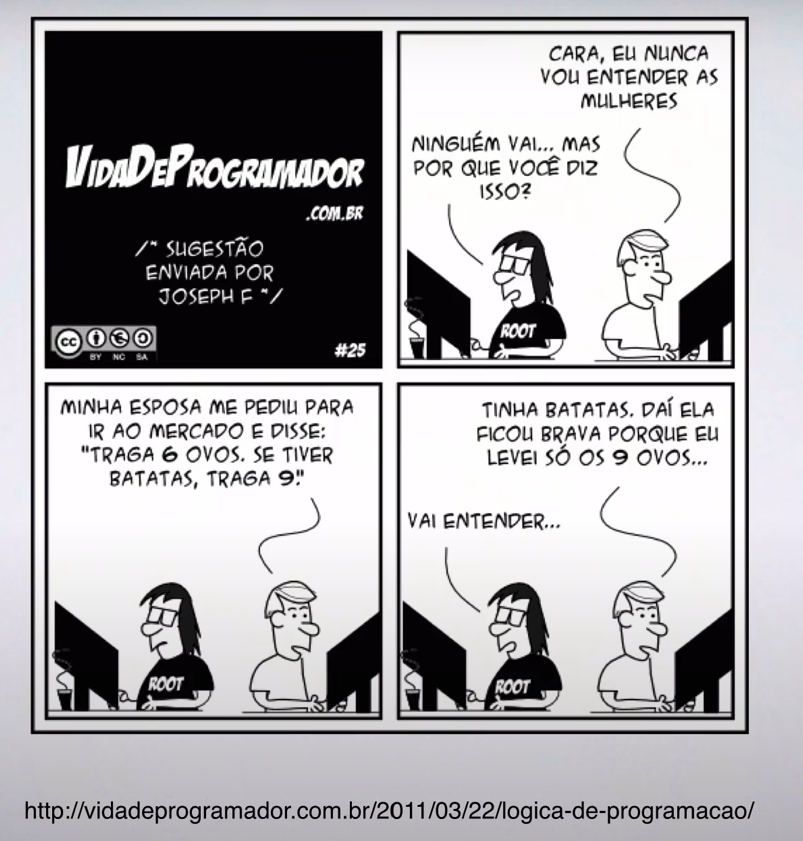 VIDADEPROGRAMADOR
.COM.BR
/* SUGESTÃO
ENVIADA POR
JOSEPH F */
CC
BY NC SA
#25
CARA, EU NUNCA
VOU ENTENDER AS
MULHERES
NINGUÉM VAI... MAS
POR QUE VOCÊ DIZ
ISSO?
ROOT
MINHA ESPOSA ME PEDIU PARA
IR AO MERCADO E DISSE:
"TRAGA 6 OVOS. SE TIVER
BATATAS, TRAGA 9."
ROOT
TINHA BATATAS. DAÍ ELA
FICOU BRAVA PORQUE EU
LEVEI SÓ OS 9 OVOS...
VAI ENTENDER...
ROOT
http://vidadeprogramador.com.br/2011/03/22/logica-de-programacao/